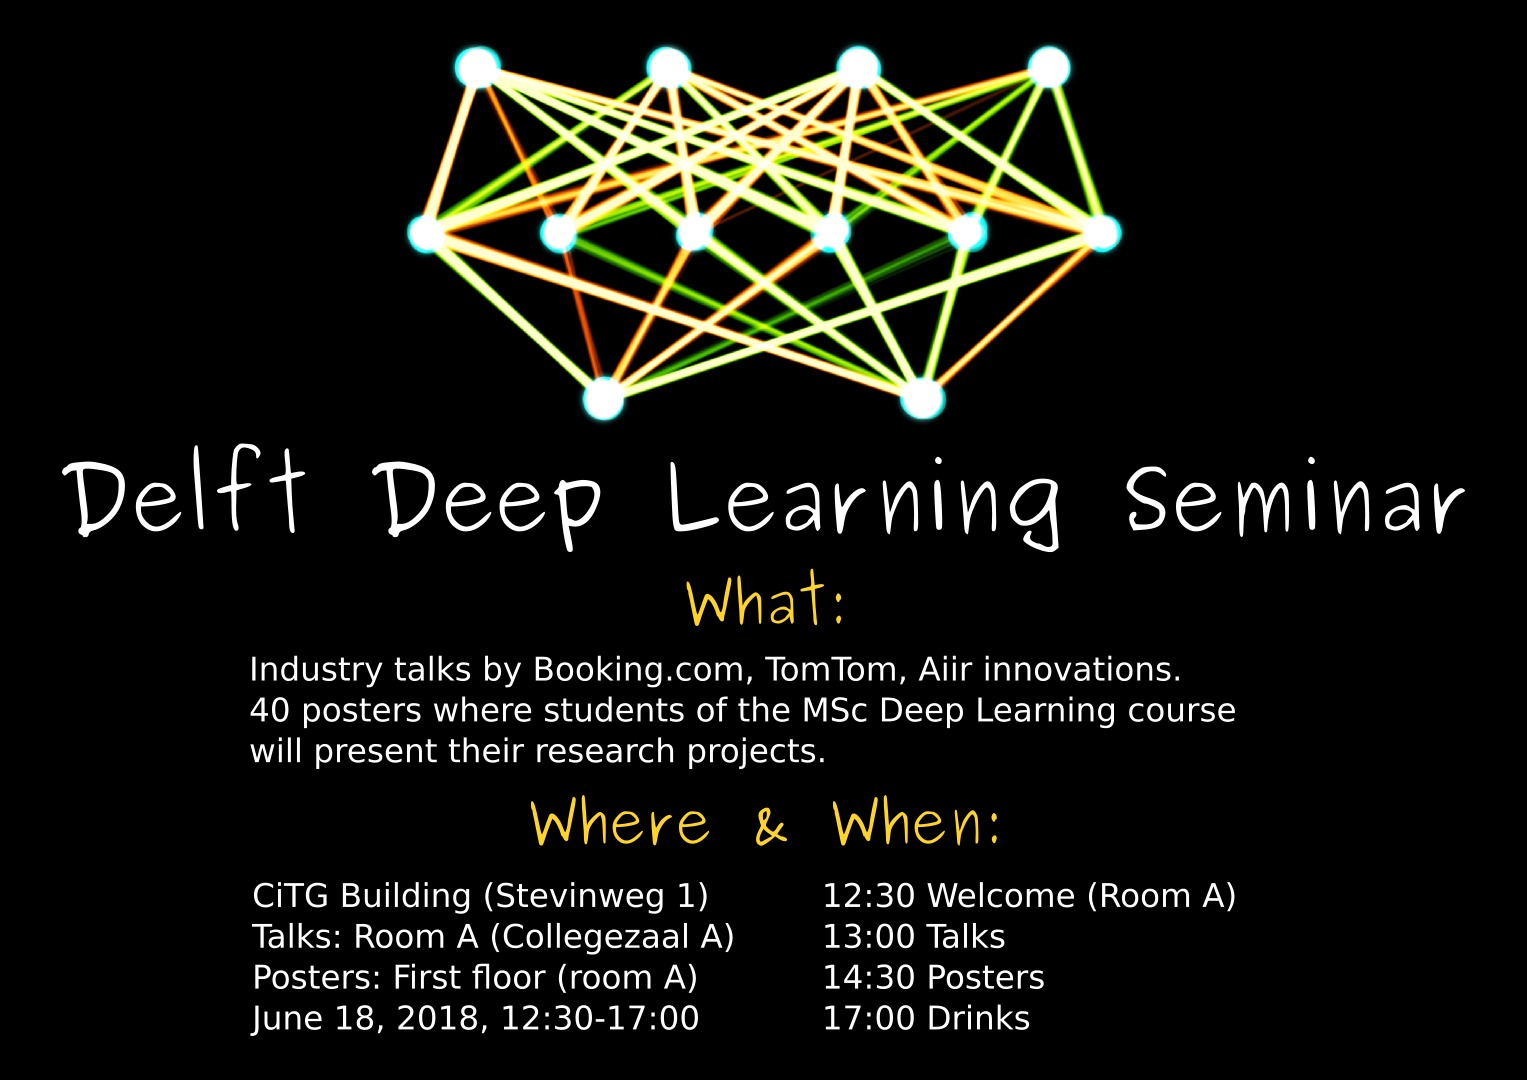 Delft Deep Learning Seminar
What:
Industry talks by Booking.com, TomTom, Aiir innovations.
40 posters where students of the MSc Deep Learning course
will present their research projects.
Where & When:
CiTG Building (Stevinweg 1)
Talks: Room A (Collegezaal A)
Posters: First floor (room A)
June 18, 2018, 12:30-17:00
12:30 Welcome (Room A)
13:00 Talks
14:30 Posters
17:00 Drinks